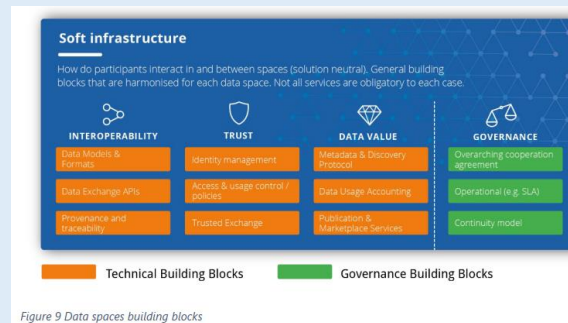 Soft infrastructure
How do participants interact in and between spaces (solution neutral). General building
blocks that are harmonised for each data space. Not all services are obligatory to each case.
INTEROPERABILITY
Data Models &
Formats
Data Exchange APIs
Provenance and
traceability
TRUST
Identity management
Access & usage control /
policies
Trusted Exchange
DATA VALUE
Metadata & Discovery
Protocol
Data Usage Accounting
Publication &
Marketplace Services
GOVERNANCE
Overarching cooperation
agreement
Operational (e.g. SLA)
Continuity model
Technical Building Blocks
Governance Building Blocks
Figure 9 Data spaces building blocks